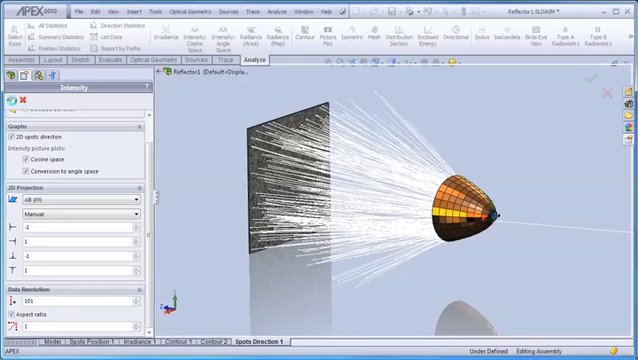 APEX 2010
File Edit View Insert Tools Optical Geometry Sources Trace Analyze Window Help
Reflector1.SLDASM *
Select Rays
All Statistics
Summary Statistics
Position Statistics
Direction Statistics
List Data
Report by Paths
Irradiance
Intensity: Cosine Space
Intensity: Angle Space
Radiance (Cos)
Radiance (Map)
Contour
Picture Plot
Isometric
Mesh
Distribution Section
Enclosed Energy
Directional
Isolux
Isocandela
Birds Eye View
Type A Radiometry
Type B Radiometry
Assembly Layout Sketch Evaluate Optical Geometry Sources Trace Analyze
Reflector1 (Default<Displa...
Intensity
?
Graphs
2D spots direction
Intensity picture plots:
Cosine space
Conversion to angle space
2D Projection
AB (XY)
Manual
-1
1
-1
1
Data Resolution
101
Aspect ratio
1
Z
Model Spots Position 1 Irradiance 1 Contour 1 Contour 2 Spots Direction 1
APEX
Under Defined
Editing Assembly